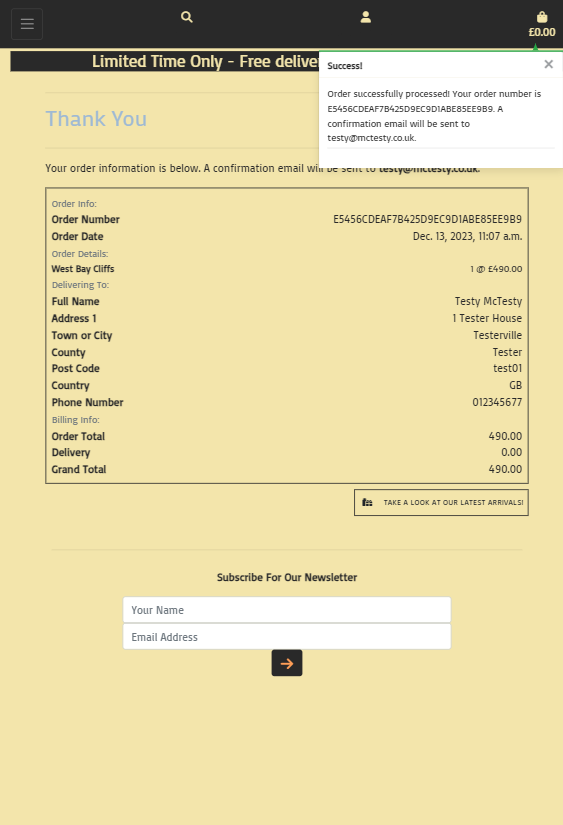 £0.00
Limited Time Only - Free
Success!
×
Order successfully processed! Your order number is
E5456CDEAF7B425D9EC9D1ABE85EE9B9. A
confirmation email will be sent to
testy@mctesty.co.uk.
Thank You
Your order information is below. A confirmation email will be sent to testy@mctesty.co.uk.
Order Info:
Order Number E5456CDEAF7B425D9EC9D1ABE85EE9B9
Order Date Dec. 13, 2023, 11:07 a.m.
Order Details:
West Bay Cliffs 1 @ £490.00
Delivering To:
Full Name Testy McTesty
Address 1 1 Tester House
Town or City Testerville
County Tester
Post Code test01
Country GB
Phone Number 012345677
Billing Info:
Order Total 490.00
Delivery 0.00
Grand Total 490.00
TAKE A LOOK AT OUR LATEST ARRIVALS!
Subscribe For Our Newsletter
Your Name
Email Address